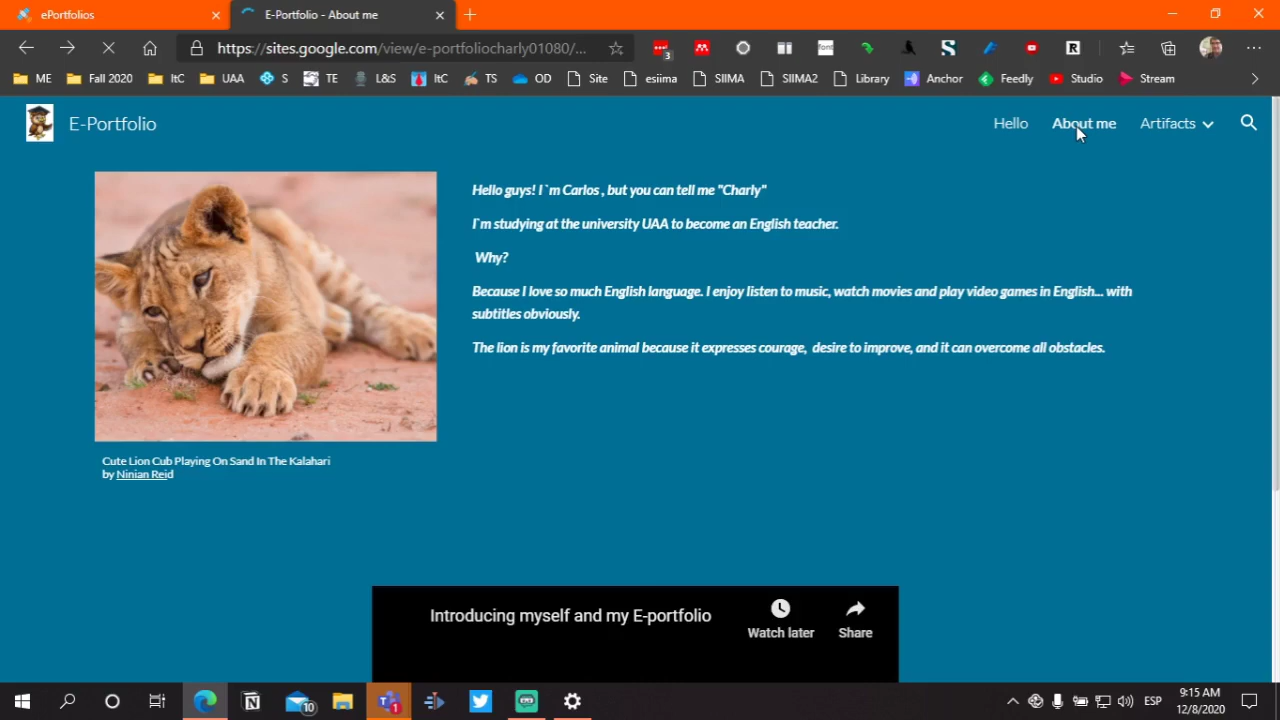 ePortfolios
E-Portfolio - About me
https://sites.google.com/view/e-portfoliocharly01080/...
3
font
R
ME
Fall 2020
ItC
UAA
S
TE
L&S
ItC
TS
OD
Site
esiima
SIIMA
SIIMA2
Library
Anchor
Feedly
Studio
Stream
E-Portfolio
Hello
About me
Artifacts
Hello guys! I `m Carlos , but you can tell me "Charly"
I`m studying at the university UAA to become an English teacher.
Why?
Because I love so much English language. I enjoy listen to music, watch movies and play video games in English... with
subtitles obviously.
The lion is my favorite animal because it expresses courage, desire to improve, and it can overcome all obstacles.
Cute Lion Cub Playing On Sand In The Kalahari
by Ninian Reid
Introducing myself and my E-portfolio
Watch later
Share
10
1
ESP
9:15 AM
12/8/2020